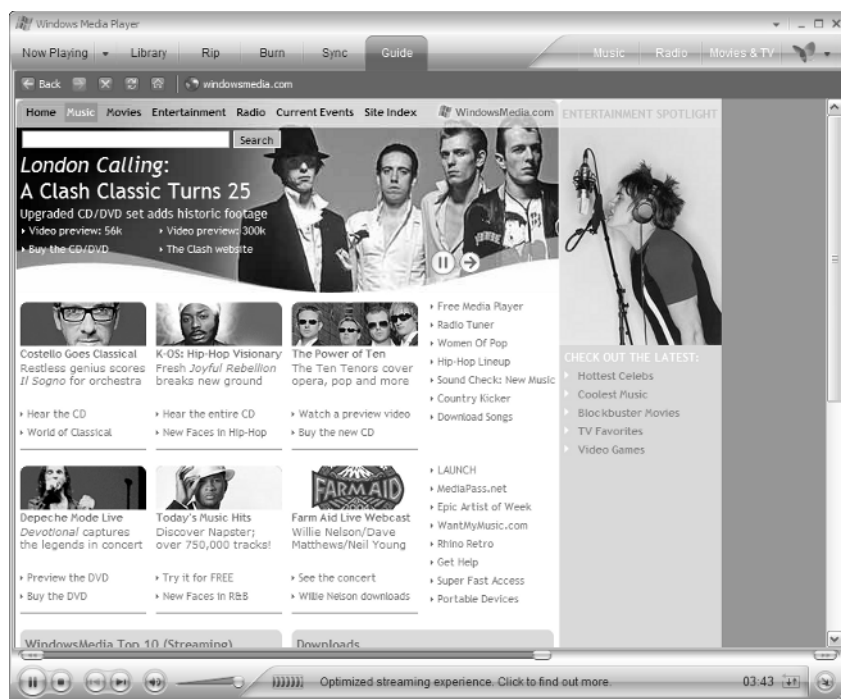 Windows Media Player
Now Playing Library Rip Burn Sync Guide Music Radio Movies & TV
Back windowsmedia.com
Home Music Movies Entertainment Radio Current Events Site Index WindowsMedia.com
Search
London Calling:
A Clash Classic Turns 25
Upgraded CD/DVD set adds historic footage
Video preview: 56k Video preview: 300k
Buy the CD/DVD The Clash website
ENTERTAINMENT SPOTLIGHT
Costello Goes Classical
Restless genius scores
Il Sogno for orchestra
Hear the CD
World of Classical
K-OS: Hip-Hop Visionary
Fresh Joyful Rebellion
breaks new ground
Hear the entire CD
New Faces in Hip-Hop
The Power of Ten
The Ten Tenors cover
opera, pop and more
Watch a preview video
Buy the new CD
Free Media Player
Radio Tuner
Women Of Pop
Hip-Hop Lineup
Sound Check: New Music
Country Kicker
Download Songs
CHECK OUT THE LATEST:
Hottest Celebs
Coolest Music
Blockbuster Movies
TV Favorites
Video Games
Depeche Mode Live
Devotional captures
the legends in concert
Preview the DVD
Buy the DVD
Today's Music Hits
Discover Napster;
over 750,000 tracks!
Try it for FREE
New Faces in R&B
FARM AID
Farm Aid Live Webcast
Willie Nelson/Dave
Matthews/Neil Young
See the concert
Willie Nelson downloads
LAUNCH
MediaPass.net
Epic Artist of Week
WantMyMusic.com
Rhino Retro
Get Help
Super Fast Access
Portable Devices
WindowsMedia Top 10 (Streaming) Downloads
Optimized streaming experience. Click to find out more. 03:43